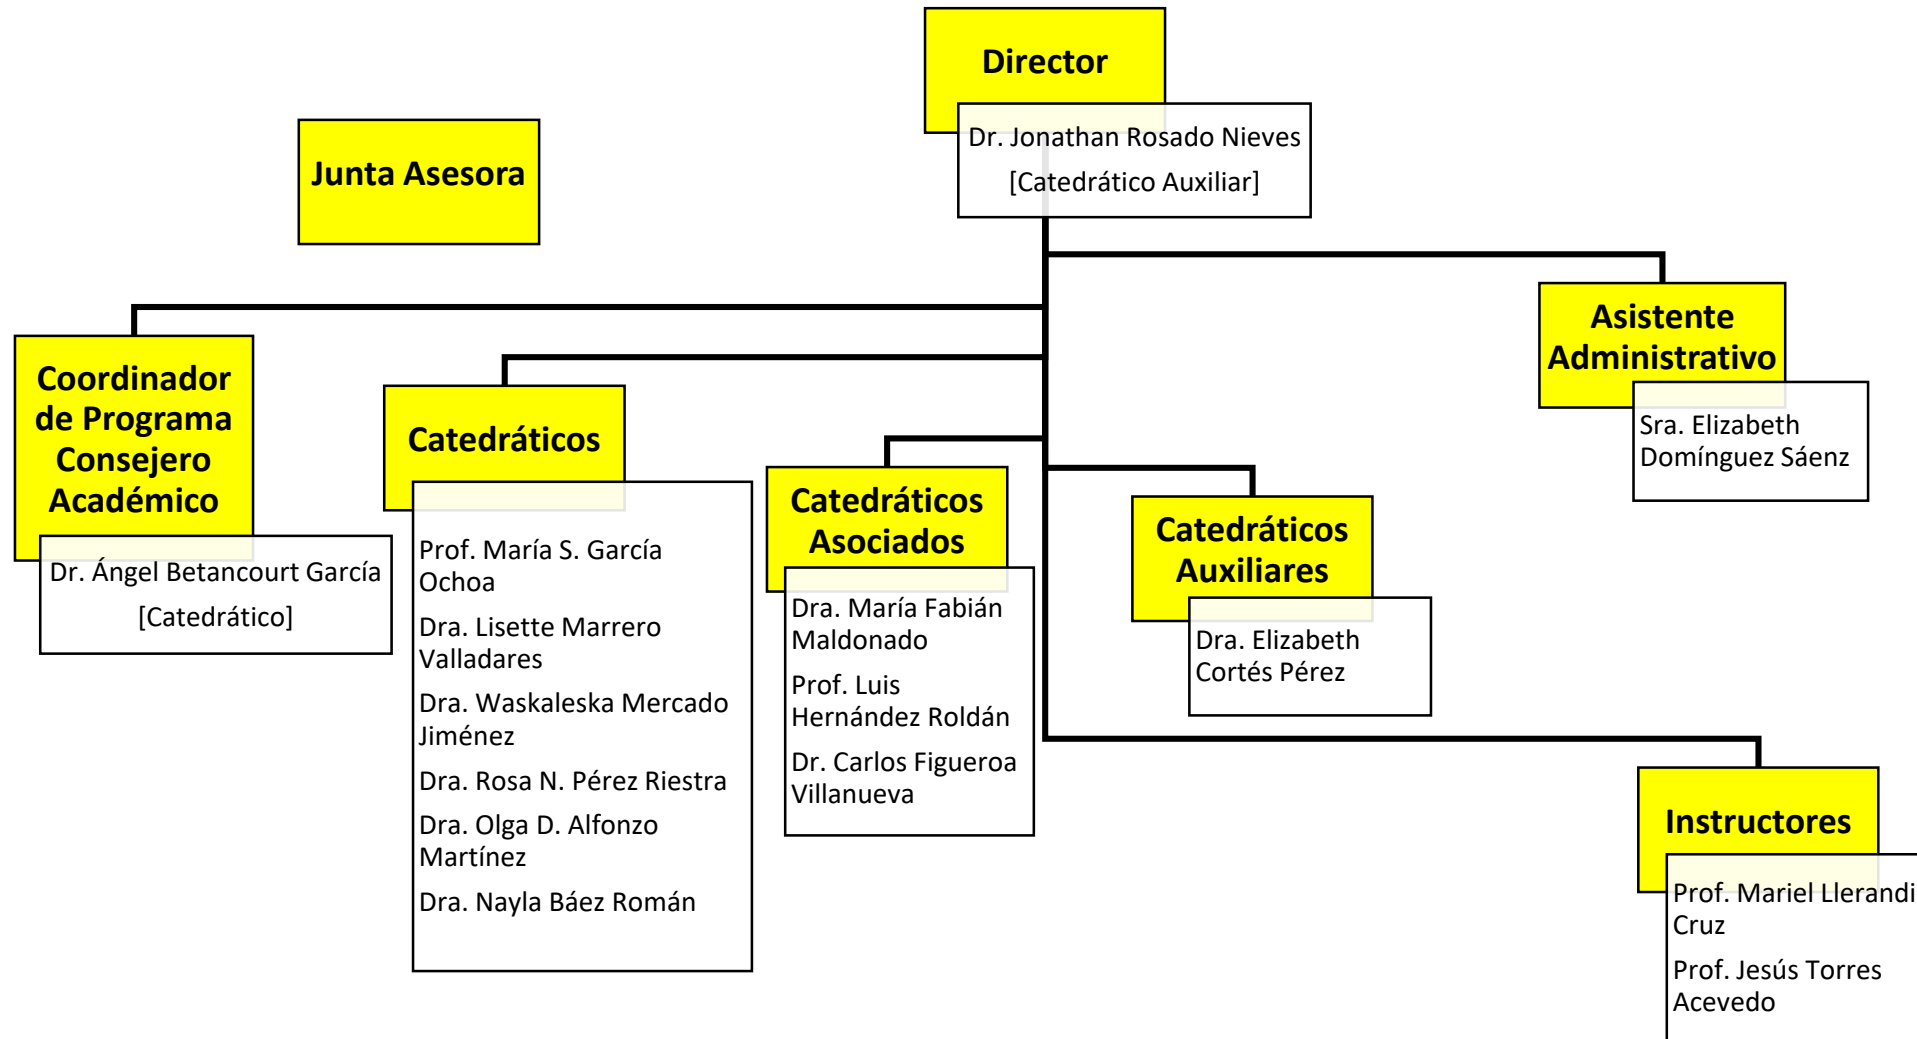 Director
Dr. Jonathan Rosado Nieves
[Catedrático Auxiliar]
Junta Asesora
Asistente
Administrativo
Sra. Elizabeth
Domínguez Sáenz
Coordinador
de Programa
Consejero
Académico
Dr. Ángel Betancourt García
[Catedrático]
Catedráticos
Prof. María S. García
Ochoa
Dra. Lisette Marrero
Valladares
Dra. Waskaleska Mercado
Jiménez
Dra. Rosa N. Pérez Riestra
Dra. Olga D. Alfonzo
Martínez
Dra. Nayla Báez Román
Catedráticos
Asociados
Dra. María Fabián
Maldonado
Prof. Luis
Hernández Roldán
Dr. Carlos Figueroa
Villanueva
Catedráticos
Auxiliares
Dra. Elizabeth
Cortés Pérez
Instructores
Prof. Mariel Llerandi
Cruz
Prof. Jesús Torres
Acevedo